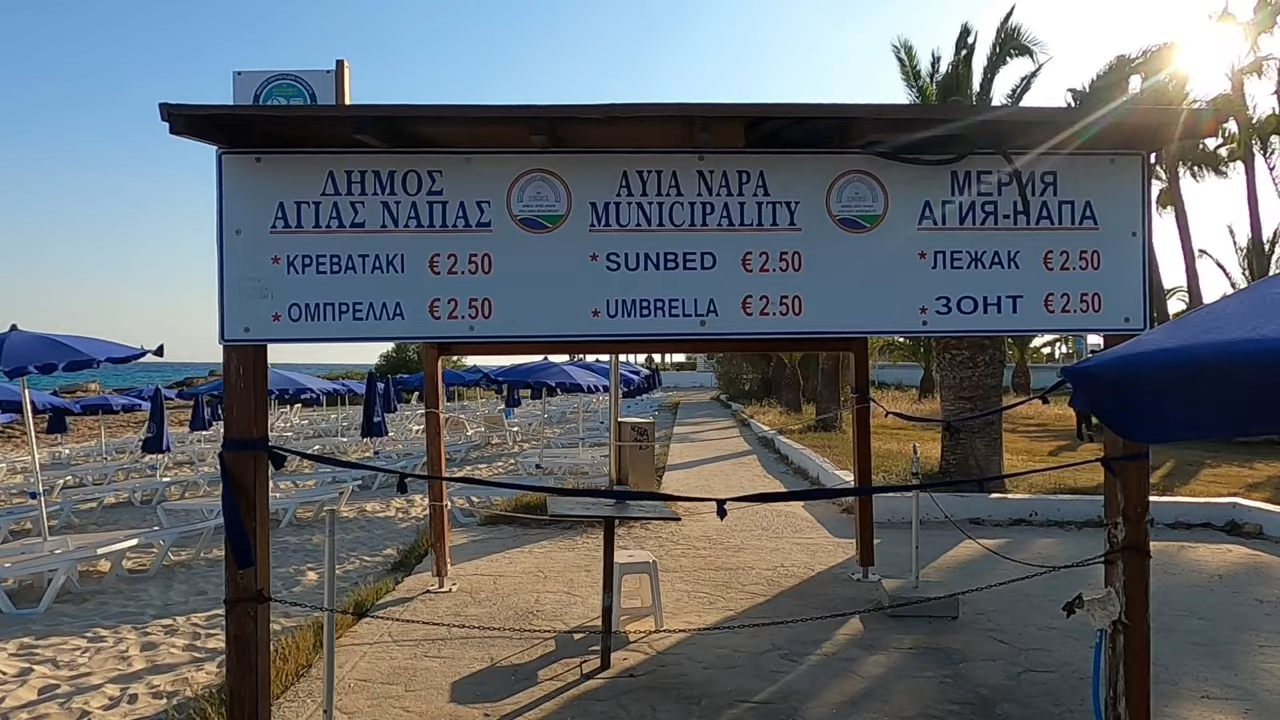 ΔΗΜΟΣ
ΑΓΙΑΣ ΝΑΠΑΣ
* ΚΡΕΒΑΤΑΚΙ €2.50
* ΟΜΠΡΕΛΛΑ €2.50
AYIA NAPA
MUNICIPALITY
* SUNBED €2.50
* UMBRELLA €2.50
МЕРИЯ
АГИЯ-НАПА
* ЛЕЖАК €2.50
* ЗОНТ €2.50